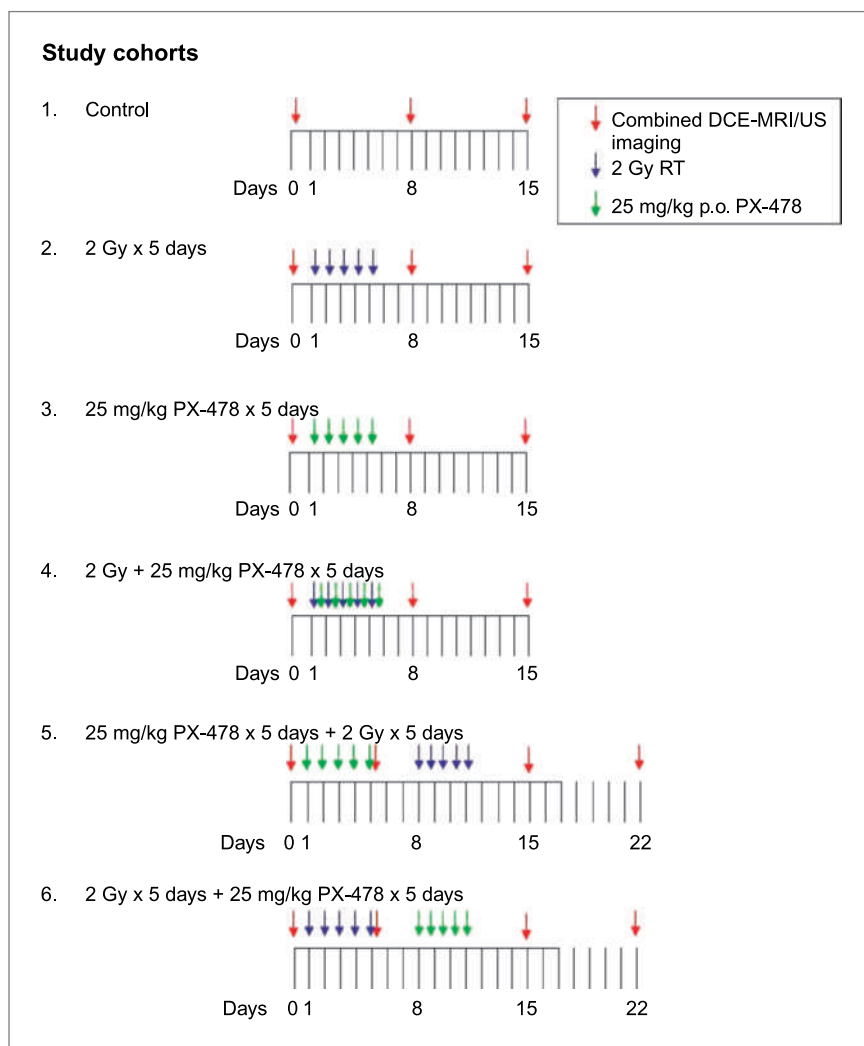 Study cohorts
1. Control
Combined DCE-MRI/US
imaging
2 Gy RT
25 mg/kg p.o. PX-478
Days 0 1 8 15
2. 2 Gy x 5 days
Days 0 1 8 15
3. 25 mg/kg PX-478 x 5 days
Days 0 1 8 15
4. 2 Gy + 25 mg/kg PX-478 x 5 days
Days 0 1 8 15
5. 25 mg/kg PX-478 x 5 days + 2 Gy x 5 days
Days 0 1 8 15 22
6. 2 Gy x 5 days + 25 mg/kg PX-478 x 5 days
Days 0 1 8 15 22